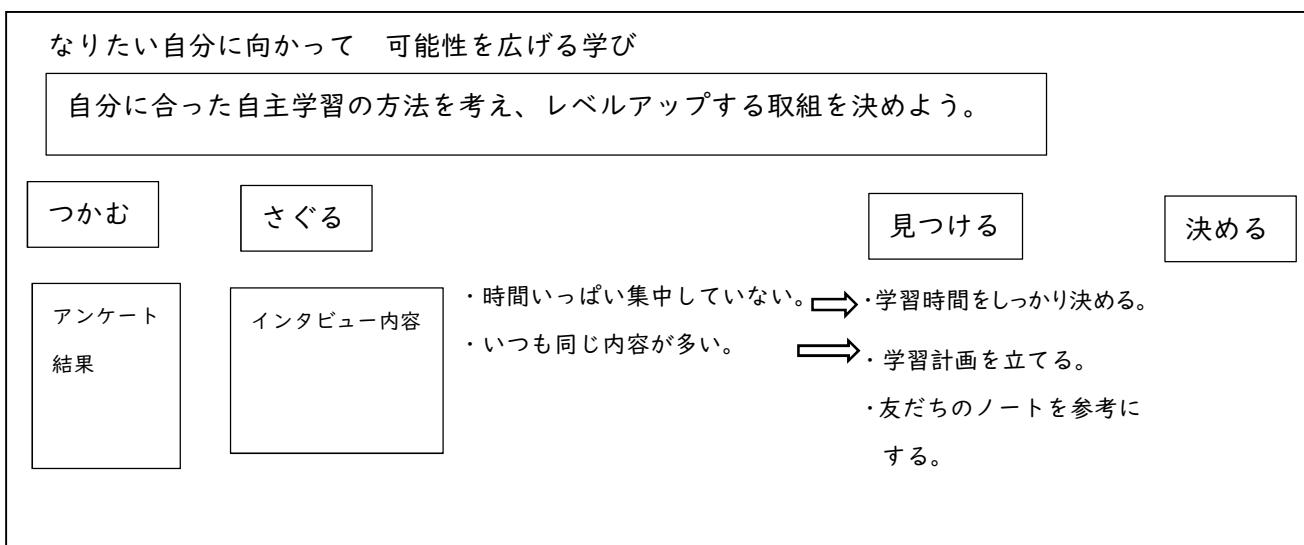 なりたい自分に向かって　可能性を広げる学び
自分に合った自主学習の方法を考え、レベルアップする取組を決めよう。
つかむ
さぐる
見つける
決める
アンケート
結果
インタビュー内容
・時間いっぱい集中していない。
・いつも同じ内容が多い。
・学習時間をしっかり決める。
・学習計画を立てる。
・友だちのノートを参考に
する。